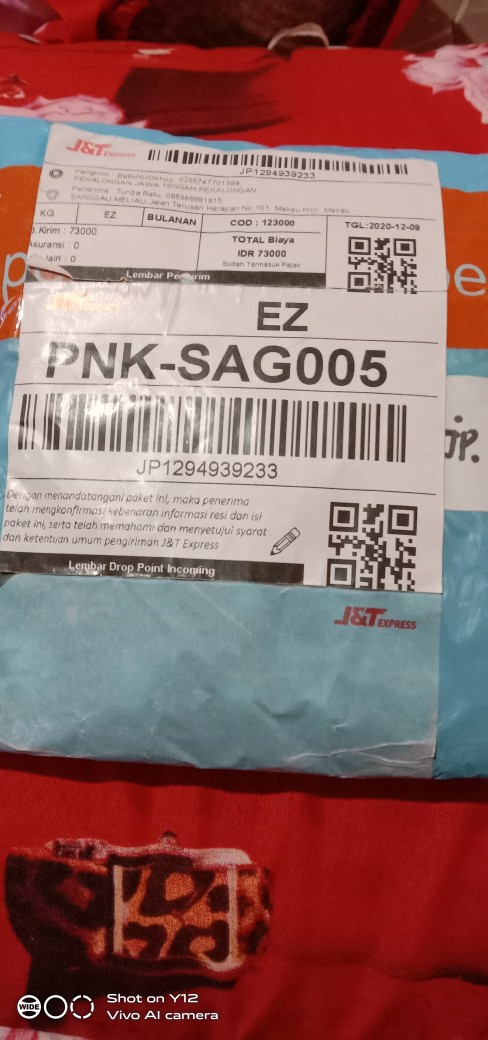 J&T EXPRESS
JP1294939233
Pengirim
PEKALONGAN,JAWA TENGAH,PEKALONGAN
Penerima : Turiza Ratu,
SANGGAU,MELIAU,Jalan Tarusan Harapan No 101, Meliau Hilir, Meliau
KG EZ BULANAN COD : 123000 TGL:2020-12-09
B.Kirim : 73000
Asuransi : 0
TOTAL Biaya
IDR 73000
Sudah Termasuk Pajak
: 0
Lembar Pengirim
EZ
PNK-SAG005
JP1294939233
JP.
Dengan menandatangani paket ini, maka penerima
telah mengkonfirmasi kebenaran informasi resi dan isi
paket ini, serta telah memahami dan menyetujui syarat
dan ketentuan umum pengiriman J&T Express
Lembar Drop Point Incoming
J&T EXPRESS
WIDE
Shot on Y12
Vivo AI camera